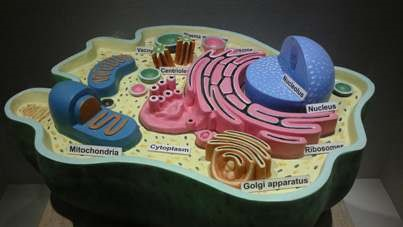 Centriole
Nucleolus
Nucleus
Mitochondria
Cytoplasm
Ribosomes
Golgi apparatus